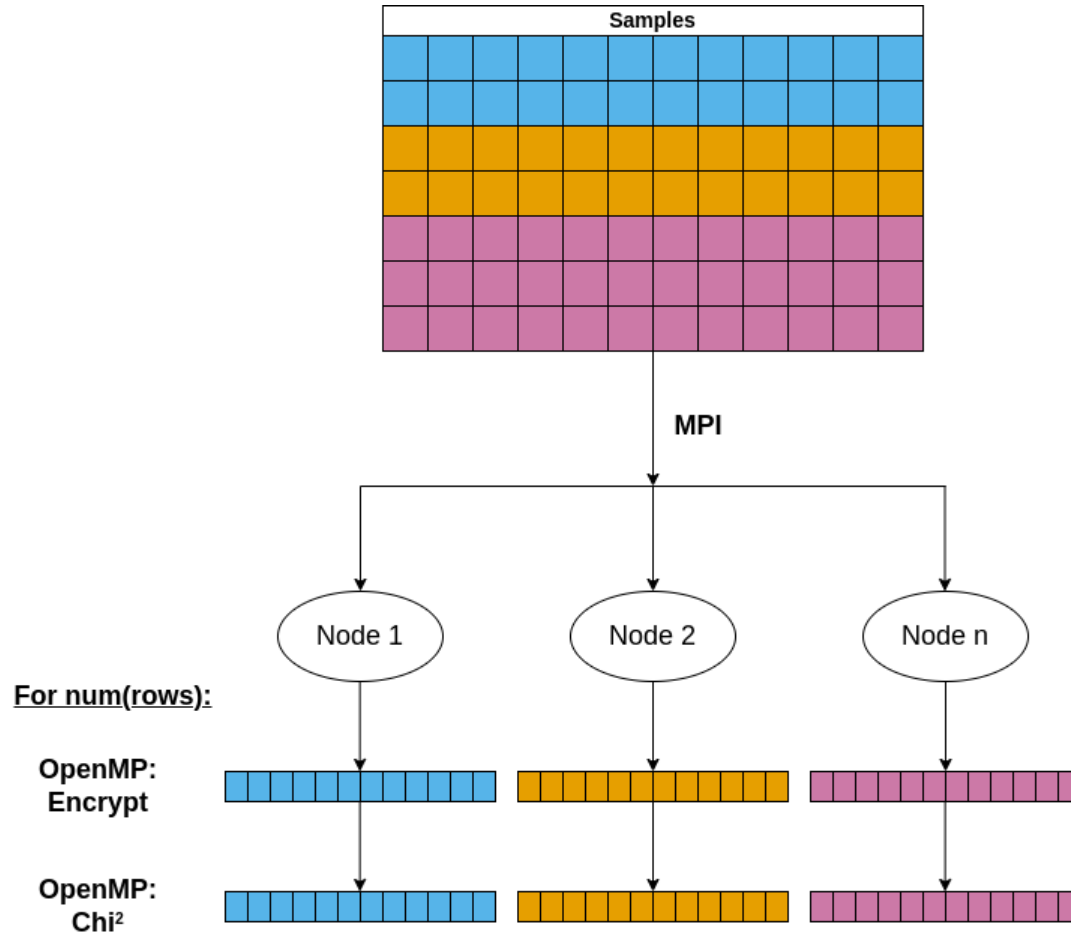 Samples
MPI
Node 1
Node 2
Node n
For num(rows):
OpenMP:
Encrypt
OpenMP:
Chi²